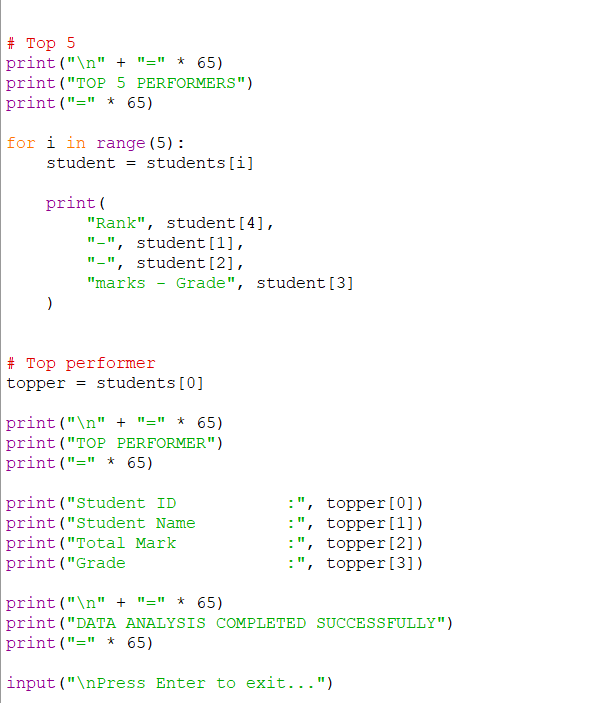 # Top 5
print("\n" + "=" * 65)
print("TOP 5 PERFORMERS")
print("=" * 65)

for i in range(5):
    student = students[i]

    print(
        "Rank", student[4],
        "-", student[1],
        "-", student[2],
        "marks - Grade", student[3]
    )


# Top performer
topper = students[0]

print("\n" + "=" * 65)
print("TOP PERFORMER")
print("=" * 65)

print("Student ID           :", topper[0])
print("Student Name         :", topper[1])
print("Total Mark           :", topper[2])
print("Grade                :", topper[3])

print("\n" + "=" * 65)
print("DATA ANALYSIS COMPLETED SUCCESSFULLY")
print("=" * 65)

input("\nPress Enter to exit...")